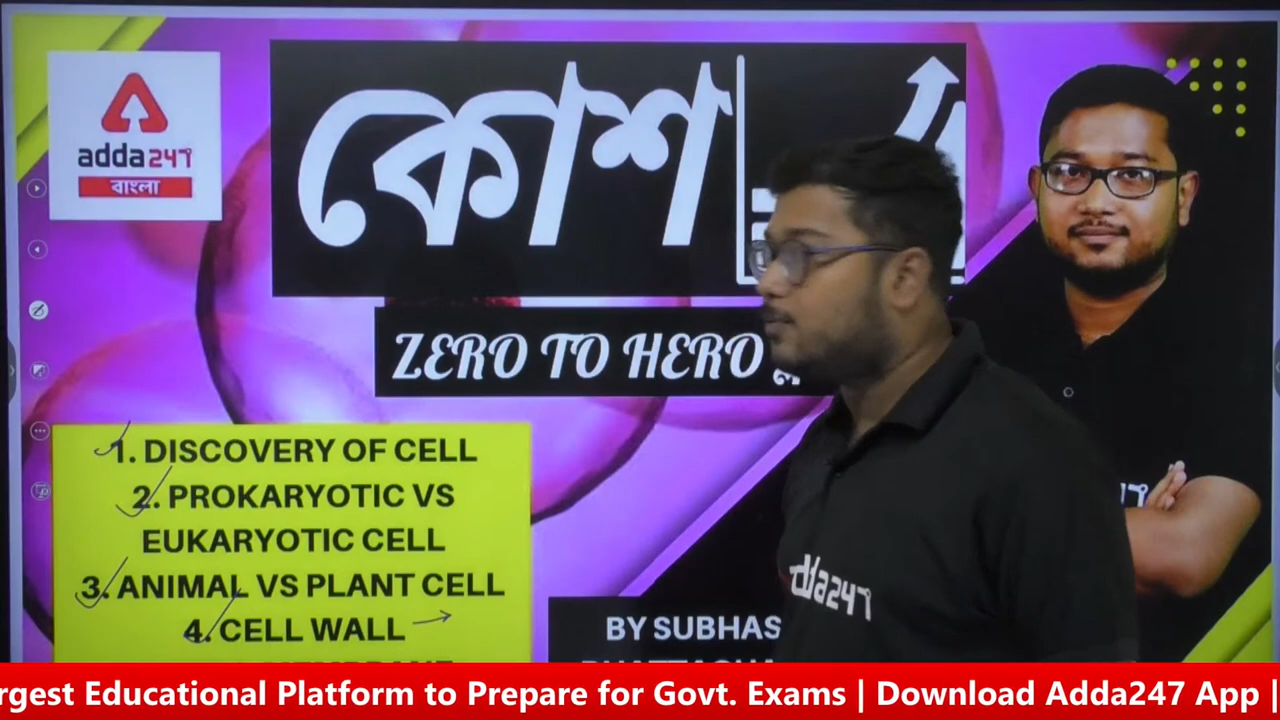 adda247
বাংলা
কোশ
ZERO TO HERO
1. DISCOVERY OF CELL
2. PROKARYOTIC VS
EUKARYOTIC CELL
3. ANIMAL VS PLANT CELL
4. CELL WALL
BY SUBHAS
adda247
rgest Educational Platform to Prepare for Govt. Exams | Download Adda247 App |